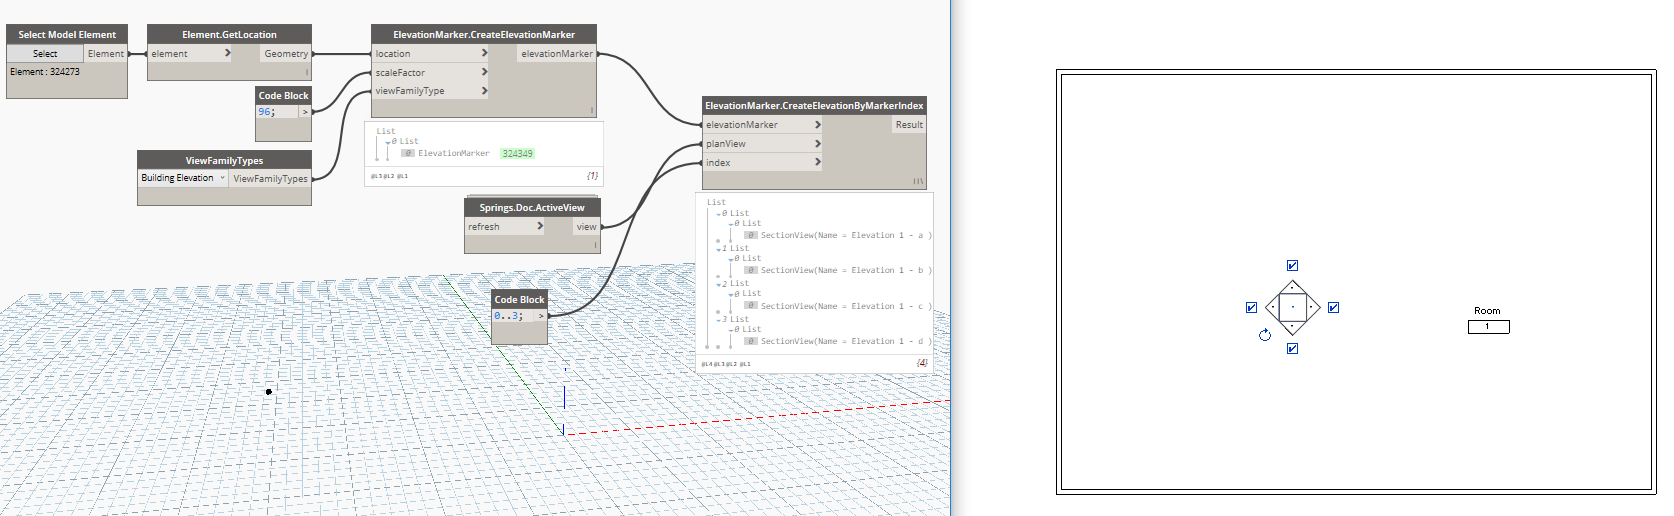 Select Model Element
Select
Element
Element : 324273
Element.GetLocation
element >
Geometry
Code Block
96; >
ViewFamilyTypes
Building Elevation
ViewFamilyTypes
ElevationMarker.CreateElevationMarker
location >
elevationMarker
scaleFactor >
viewFamilyType >
List
0 List
0 ElevationMarker 324349
@L3 @L2 @L1 {1}
Springs.Doc.ActiveView
refresh >
view
Code Block
0..3; >
ElevationMarker.CreateElevationByMarkerIndex
elevationMarker >
Result
planView >
index >
List
0 List
0 List
0 SectionView(Name = Elevation 1 - a )
1 List
0 List
0 SectionView(Name = Elevation 1 - b )
2 List
0 List
0 SectionView(Name = Elevation 1 - c )
3 List
0 List
0 SectionView(Name = Elevation 1 - d )
@L4 @L3 @L2 @L1 {4}
Room
1